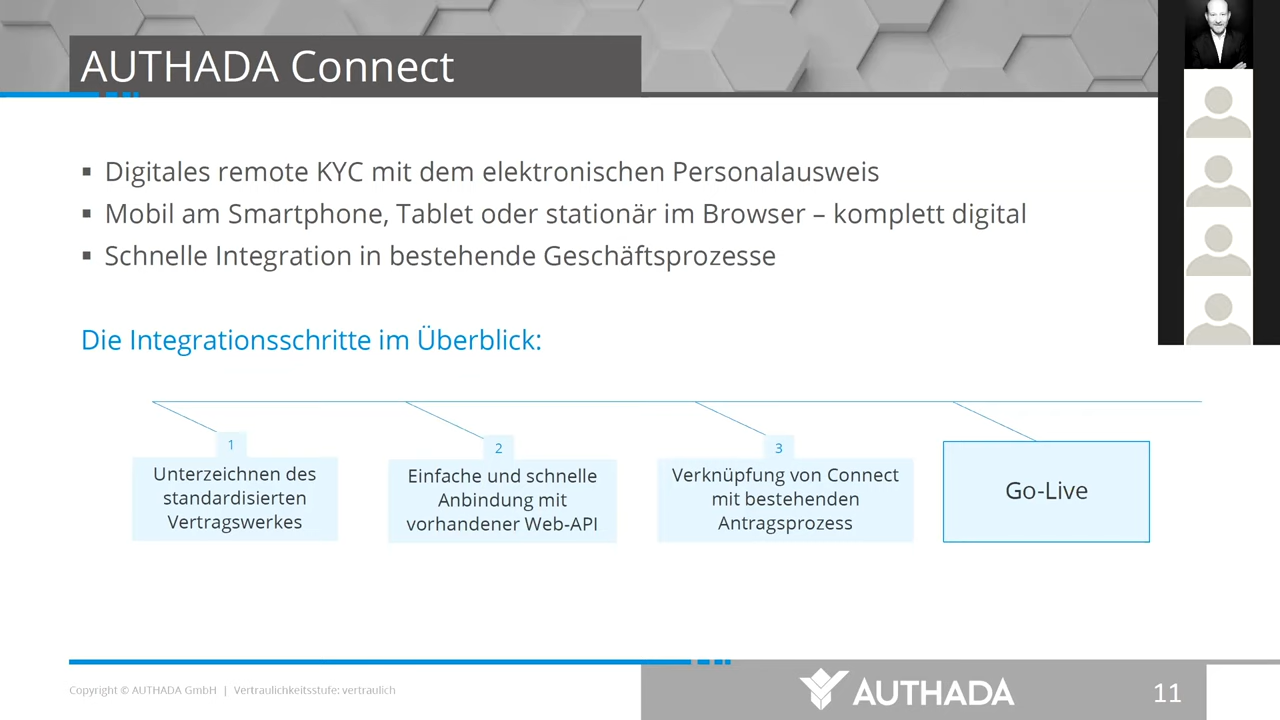 AUTHADA Connect
▪ Digitales remote KYC mit dem elektronischen Personalausweis
▪ Mobil am Smartphone, Tablet oder stationär im Browser – komplett digital
▪ Schnelle Integration in bestehende Geschäftsprozesse
Die Integrationsschritte im Überblick:
1
Unterzeichnen des
standardisierten
Vertragswerkes
2
Einfache und schnelle
Anbindung mit
vorhandener Web-API
3
Verknüpfung von Connect
mit bestehenden
Antragsprozess
Go-Live
Copyright © AUTHADA GmbH | Vertraulichkeitsstufe: vertraulich
AUTHADA
11